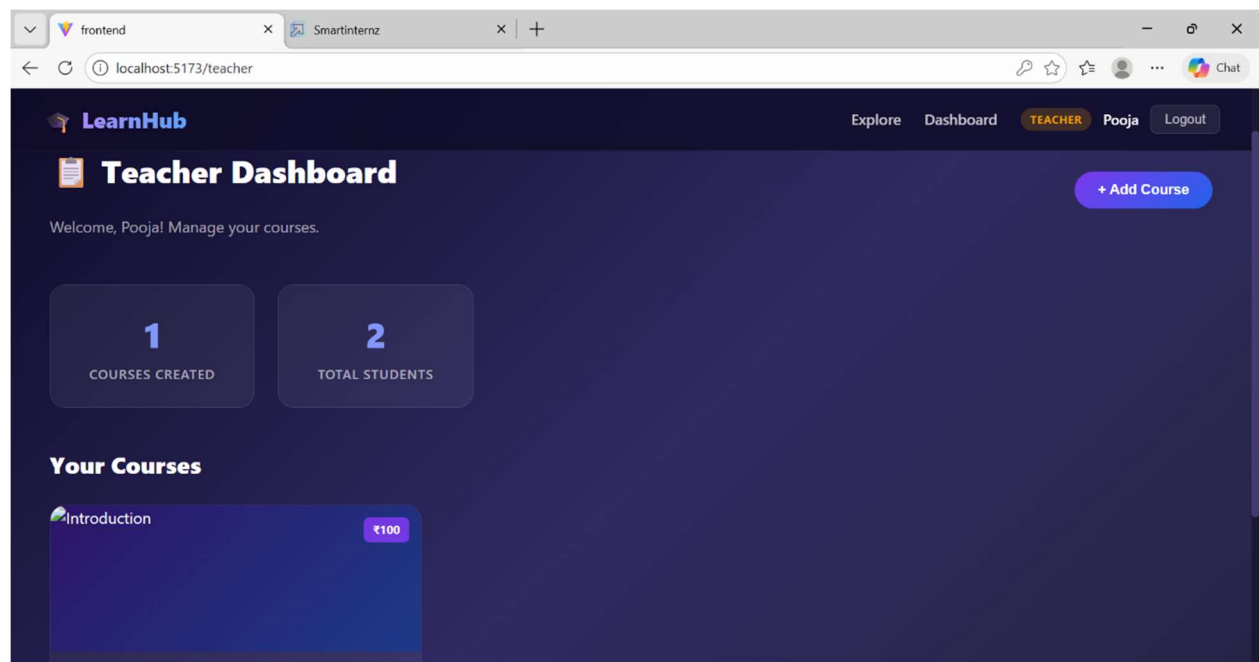 frontend
Smartinternz
localhost:5173/teacher
Chat
LearnHub
Explore Dashboard TEACHER Pooja Logout
Teacher Dashboard
+ Add Course
Welcome, Pooja! Manage your courses.
1
COURSES CREATED
2
TOTAL STUDENTS
Your Courses
Introduction
₹100